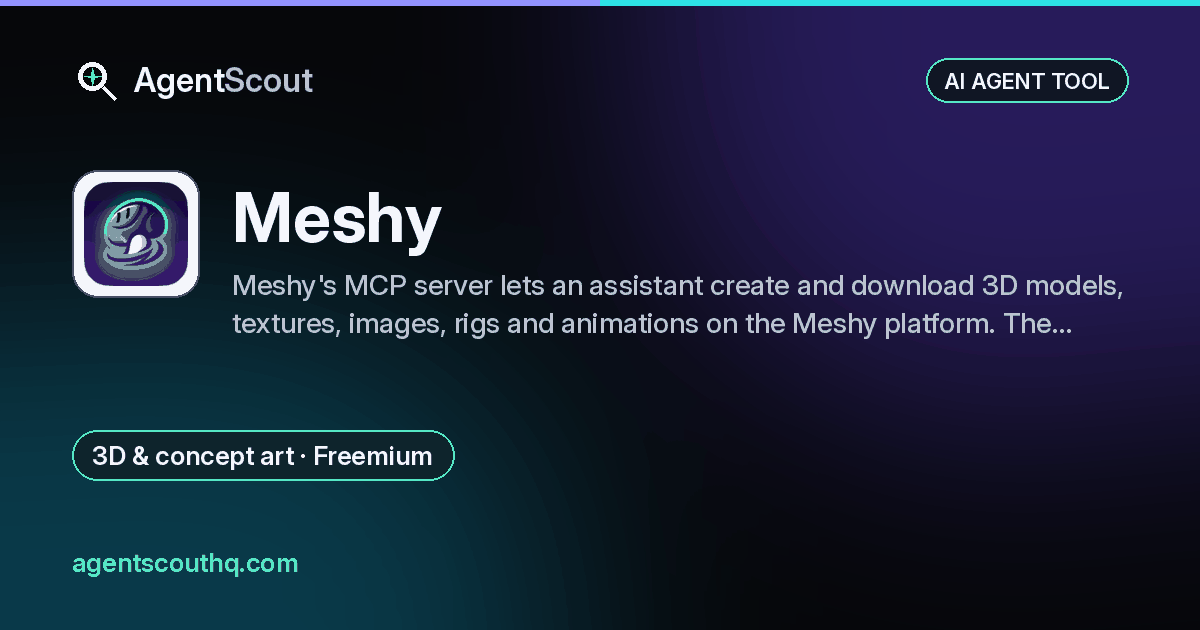 AgentScout
AI AGENT TOOL
Meshy
Meshy's MCP server lets an assistant create and download 3D models,
textures, images, rigs and animations on the Meshy platform. The...
3D & concept art · Freemium
agentscouthq.com